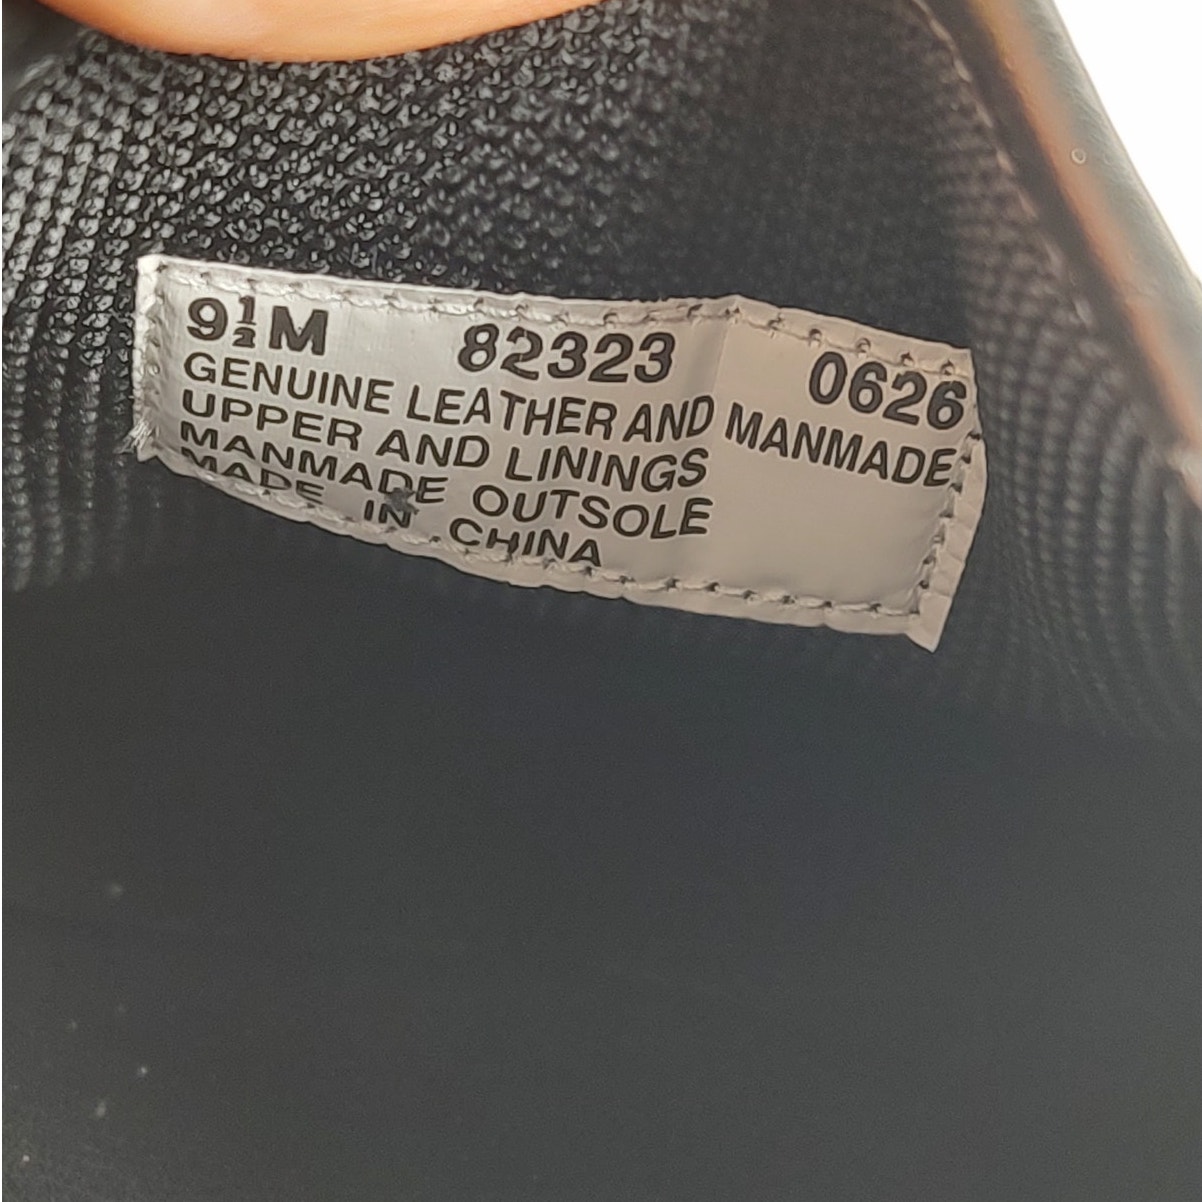 9½M 82323 0626
GENUINE LEATHER AND MANMADE
UPPER AND LININGS
MANMADE OUTSOLE
MADE IN CHINA